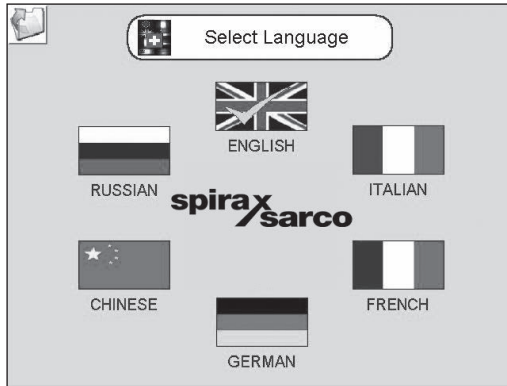 Select Language
ENGLISH
RUSSIAN
ITALIAN
spirax
sarco
CHINESE
FRENCH
GERMAN